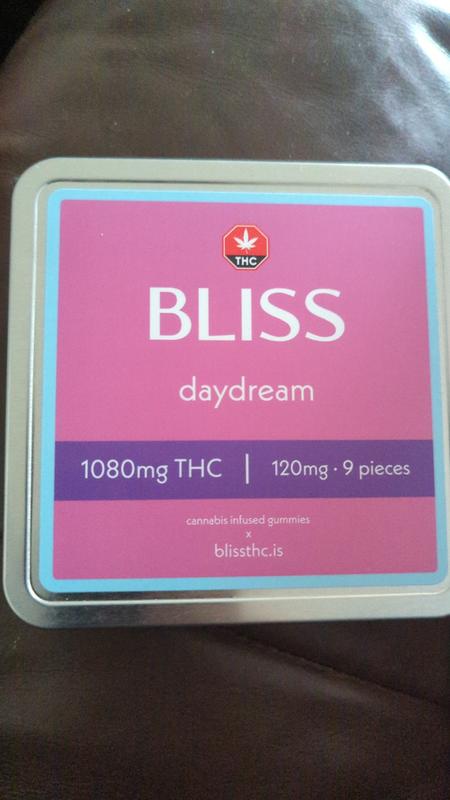 THC
BLISS
daydream
1080mg THC | 120mg · 9 pieces
cannabis infused gummies
x
blissthc.is